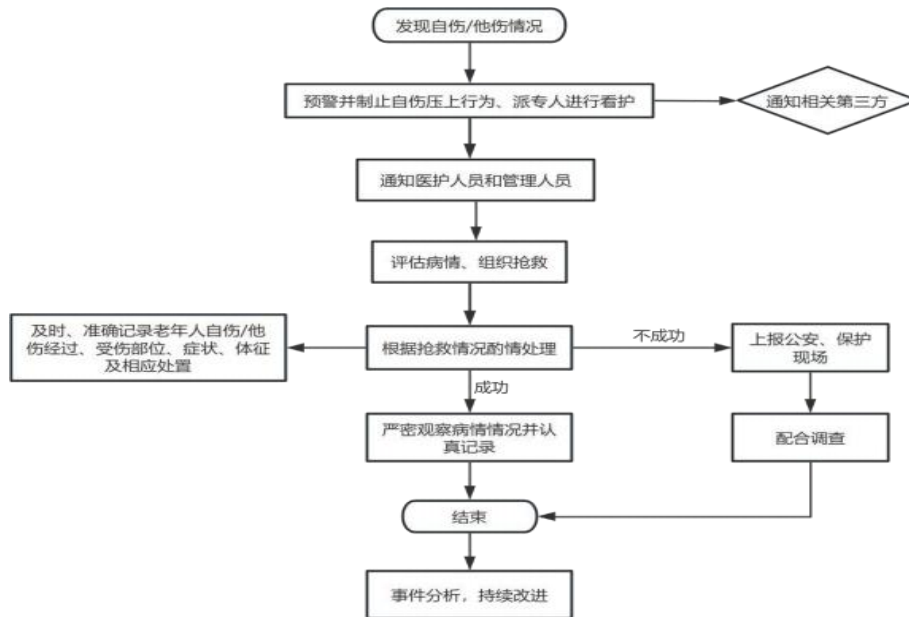 发现自伤/他伤情况
预警并制止自伤压上行为、派专人进行看护
通知相关第三方
通知医护人员和管理人员
评估病情、组织抢救
及时、准确记录老年人自伤/他
伤经过、受伤部位、症状、体征
及相应处置
根据抢救情况酌情处理
不成功
上报公安、保护
现场
成功
严密观察病情情况并认
真记录
配合调查
结束
事件分析，持续改进